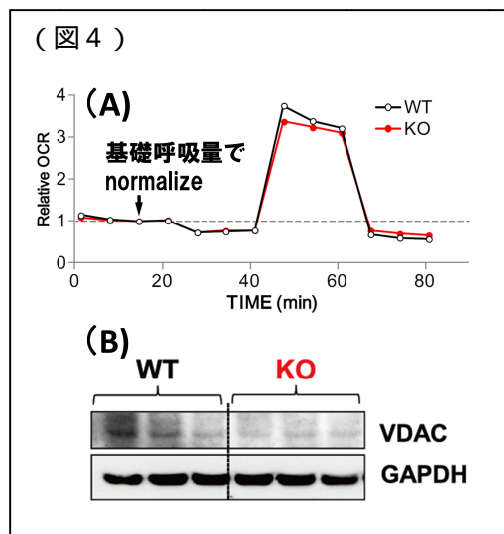 （図４）
(A)
4
3
2
1
0
Relative OCR
WT
KO
基礎呼吸量で
normalize
0 20 40 60 80
TIME (min)
(B)
WT KO
VDAC
GAPDH